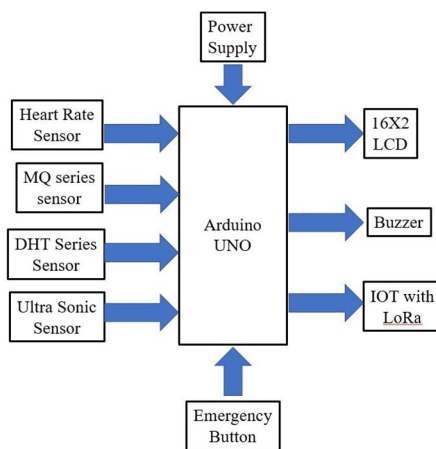 Power
Supply
Heart Rate
Sensor
MQ series
sensor
DHT Series
Sensor
Ultra Sonic
Sensor
Arduino
UNO
16X2
LCD
Buzzer
IOT with
LoRa
Emergency
Button